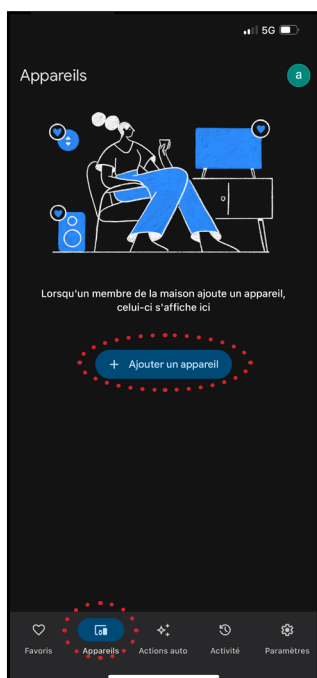 5G
Appareils
a
Lorsqu'un membre de la maison ajoute un appareil,
celui-ci s'affiche ici
+ Ajouter un appareil
Favoris Appareils Actions auto Activité Paramètres